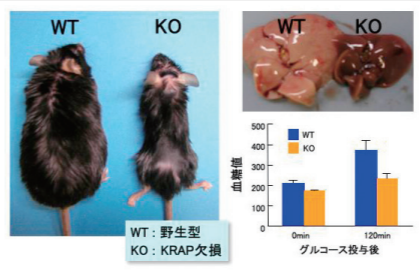 WT KO
WT:野生型
KO:KRAP欠損
WT KO
血糖値
500
400
300
200
100
0
WT
KO
0min 120min
グルコース投与後